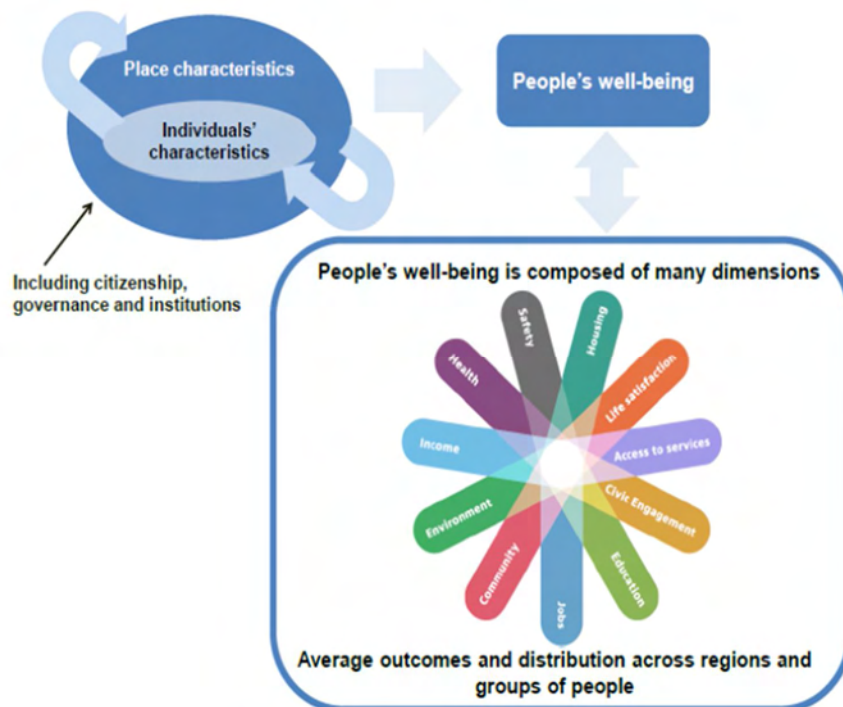 Place characteristics
Individuals'
characteristics
People's well-being
Including citizenship,
governance and institutions
People's well-being is composed of many dimensions
Safety
Housing
Health
Life satisfaction
Income
Access to services
Environment
Civic Engagement
Community
Education
Jobs
Average outcomes and distribution across regions and
groups of people